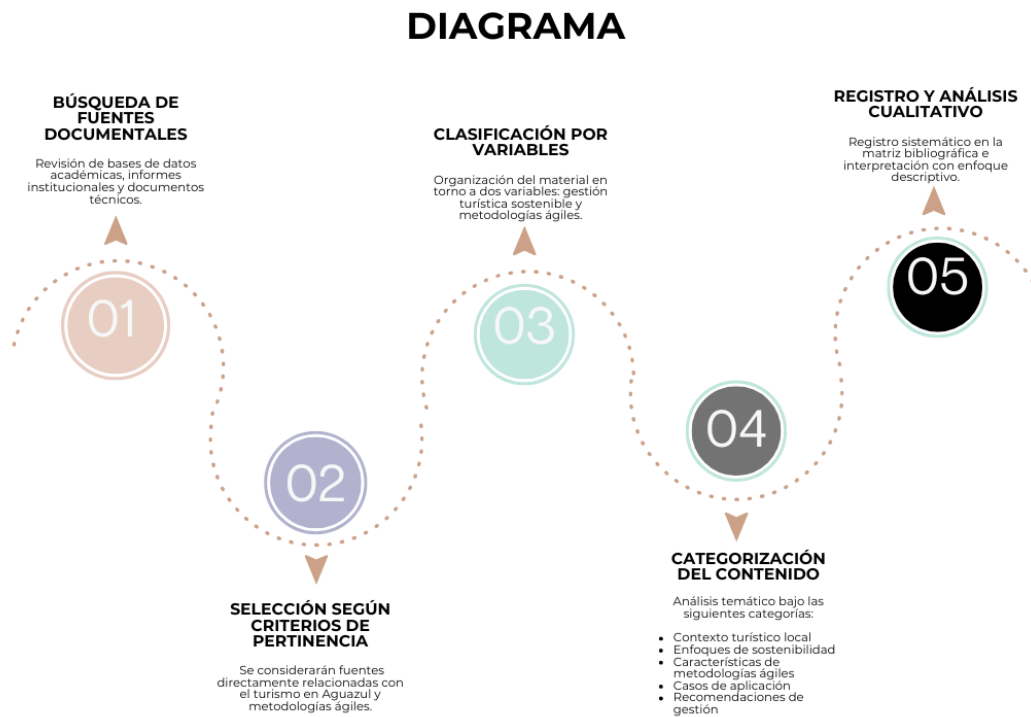 DIAGRAMA
BÚSQUEDA DE
FUENTES
DOCUMENTALES
Revisión de bases de datos
académicas, informes
institucionales y documentos
técnicos.
01
02
SELECCIÓN SEGÚN
CRITERIOS DE
PERTINENCIA
Se considerarán fuentes
directamente relacionadas con
el turismo en Aguazul y
metodologías ágiles.
CLASIFICACIÓN POR
VARIABLES
Organización del material en
torno a dos variables: gestión
turística sostenible y
metodologías ágiles.
03
04
CATEGORIZACIÓN
DEL CONTENIDO
Análisis temático bajo las
siguientes categorías:
• Contexto turístico local
• Enfoques de sostenibilidad
• Características de
metodologías ágiles
• Casos de aplicación
• Recomendaciones de
gestión
REGISTRO Y ANÁLISIS
CUALITATIVO
Registro sistemático en la
matriz bibliográfica e
interpretación con enfoque
descriptivo.
05